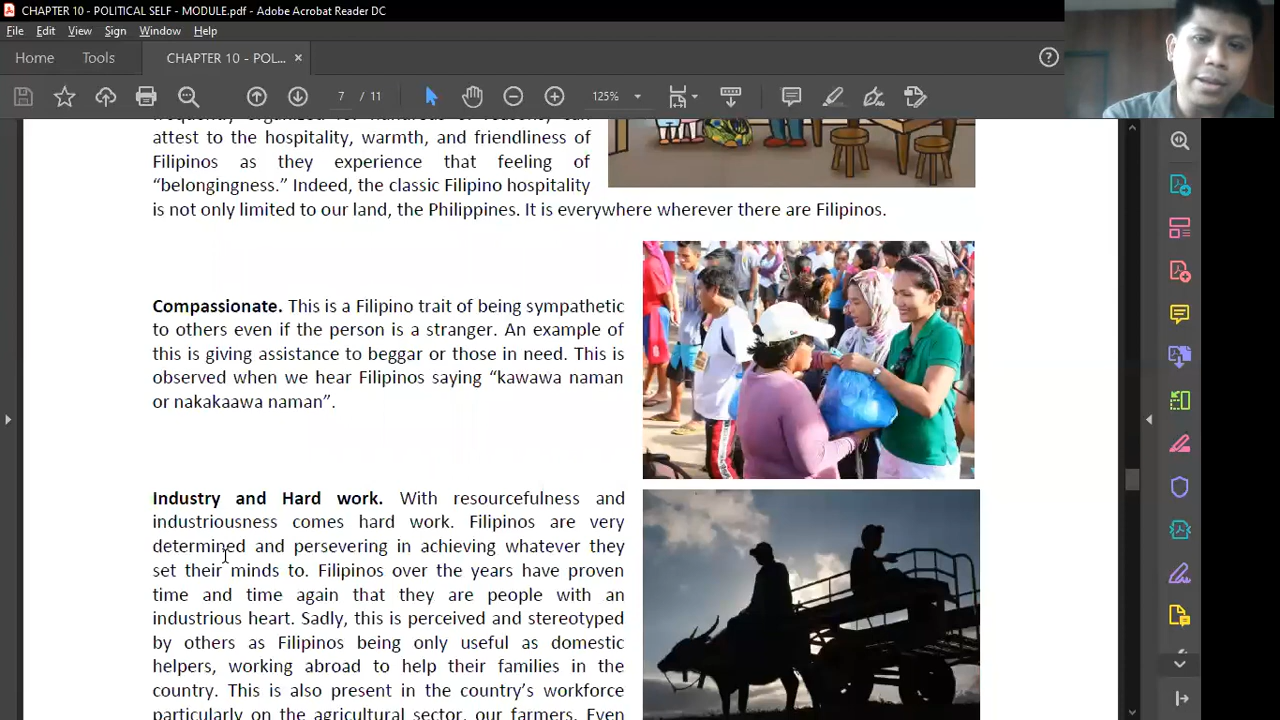 CHAPTER 10 - POLITICAL SELF - MODULE.pdf - Adobe Acrobat Reader DC
File Edit View Sign Window Help
Home Tools CHAPTER 10 - POL... ×
7 / 11 125%
attest to the hospitality, warmth, and friendliness of
Filipinos as they experience that feeling of
“belongingness.” Indeed, the classic Filipino hospitality
is not only limited to our land, the Philippines. It is everywhere wherever there are Filipinos.
Compassionate. This is a Filipino trait of being sympathetic
to others even if the person is a stranger. An example of
this is giving assistance to beggar or those in need. This is
observed when we hear Filipinos saying “kawawa naman
or nakakaawa naman”.
Industry and Hard work. With resourcefulness and
industriousness comes hard work. Filipinos are very
determined and persevering in achieving whatever they
set their minds to. Filipinos over the years have proven
time and time again that they are people with an
industrious heart. Sadly, this is perceived and stereotyped
by others as Filipinos being only useful as domestic
helpers, working abroad to help their families in the
country. This is also present in the country’s workforce
particularly on the agricultural sector, our farmers. Even